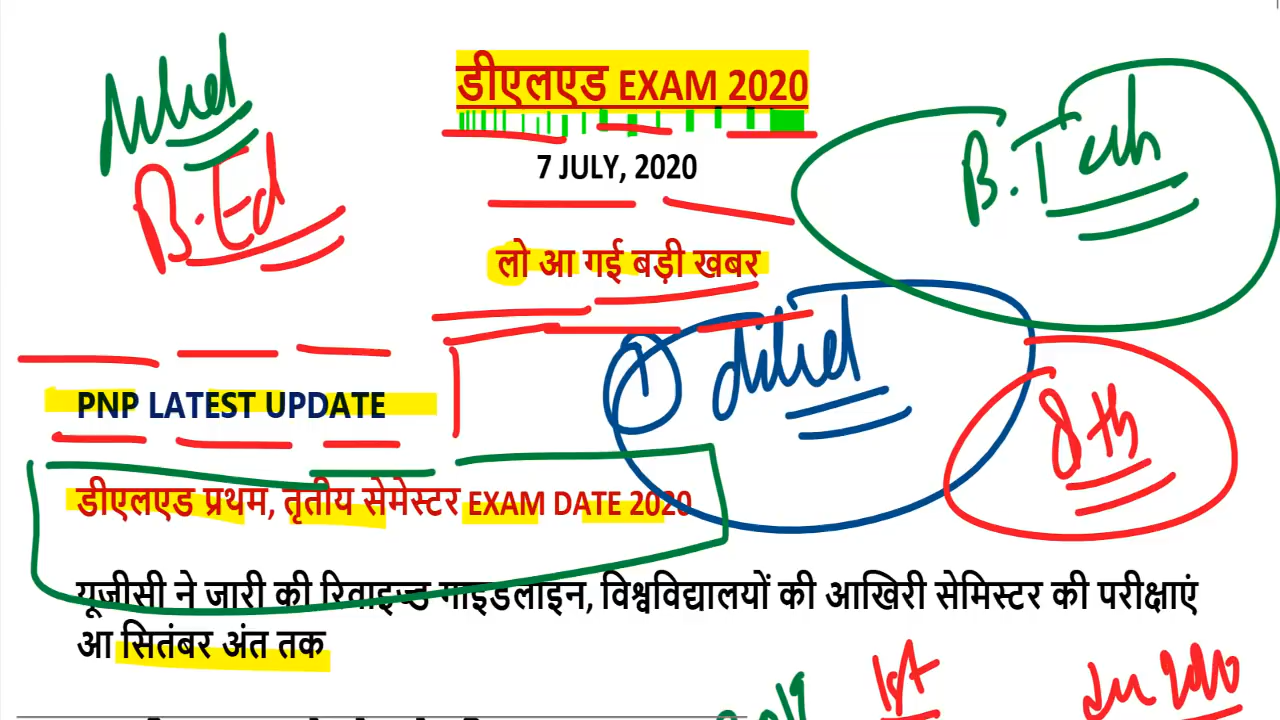 डीएलएड EXAM 2020
7 JULY, 2020
B.Ed
B.Tech
लो आ गई बड़ी खबर
PNP LATEST UPDATE
8th
डीएलएड प्रथम, तृतीय सेमेस्टर EXAM DATE 2020
यूजीसी ने जारी की रिवाइज्ड गाइडलाइन, विश्वविद्यालयों की आखिरी सेमिस्टर की परीक्षाएं
आ सितंबर अंत तक
1st